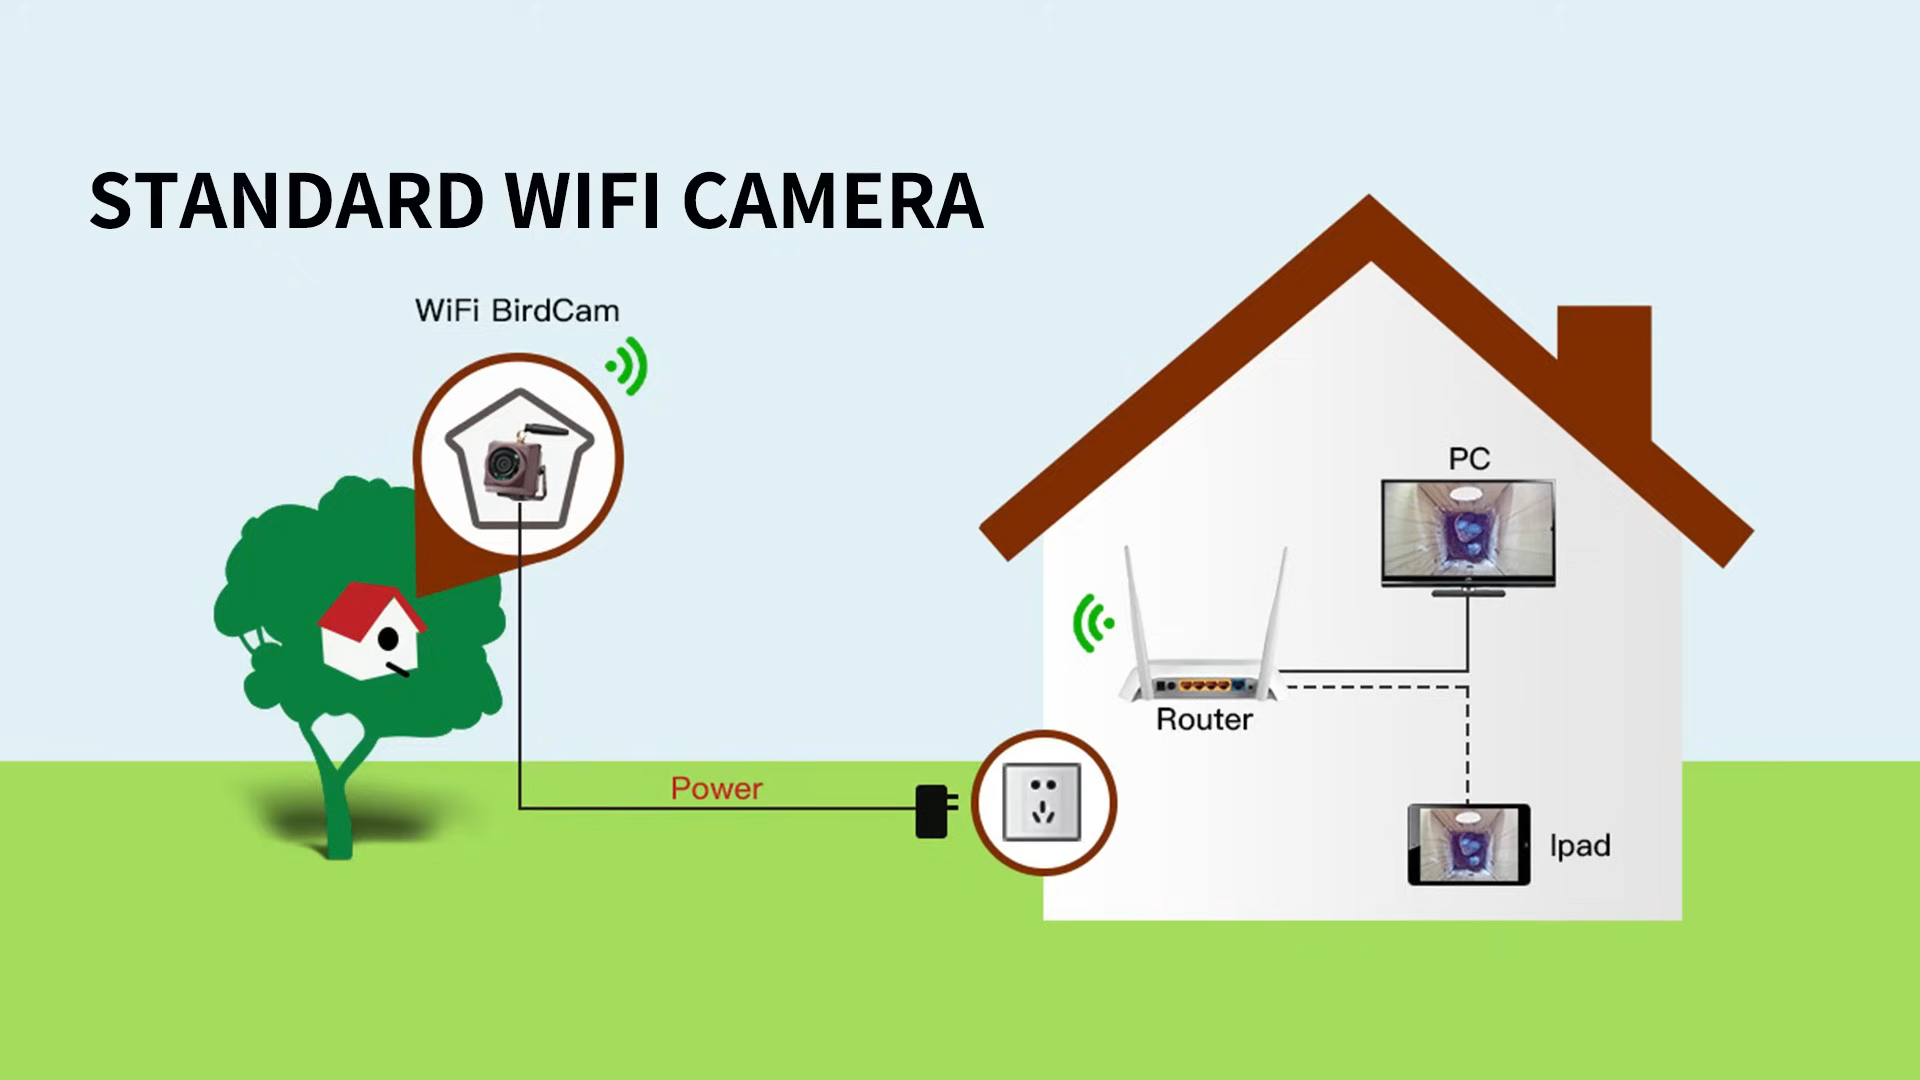 STANDARD WIFI CAMERA
WiFi BirdCam
PC
Router
Power
Ipad